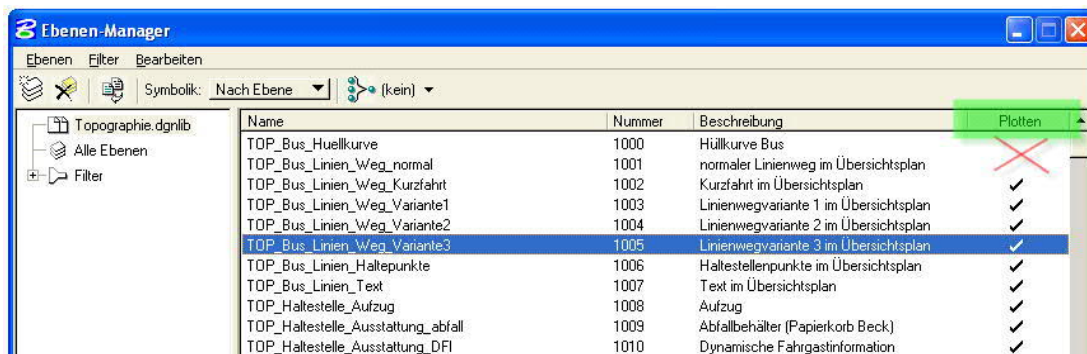 Ebenen-Manager
Ebenen Filter Bearbeiten
Symbolik: Nach Ebene (kein)
Topographie.dgnlib
Alle Ebenen
Filter
Name Nummer Beschreibung Plotten
TOP_Bus_Huellkurve 1000 Hüllkurve Bus
TOP_Bus_Linien_Weg_normal 1001 normaler Linienweg im Übersichtsplan
TOP_Bus_Linien_Weg_Kurzfahrt 1002 Kurzfahrt im Übersichtsplan
TOP_Bus_Linien_Weg_Variante1 1003 Linienwegvariante 1 im Übersichtsplan
TOP_Bus_Linien_Weg_Variante2 1004 Linienwegvariante 2 im Übersichtsplan
TOP_Bus_Linien_Weg_Variante3 1005 Linienwegvariante 3 im Übersichtsplan
TOP_Bus_Linien_Haltepunkte 1006 Haltestellenpunkte im Übersichtsplan
TOP_Bus_Linien_Text 1007 Text im Übersichtsplan
TOP_Haltestelle_Aufzug 1008 Aufzug
TOP_Haltestelle_Ausstattung_abfall 1009 Abfallbehälter (Papierkorb Beck)
TOP_Haltestelle_Ausstattung_DFI 1010 Dynamische Fahrgastinformation